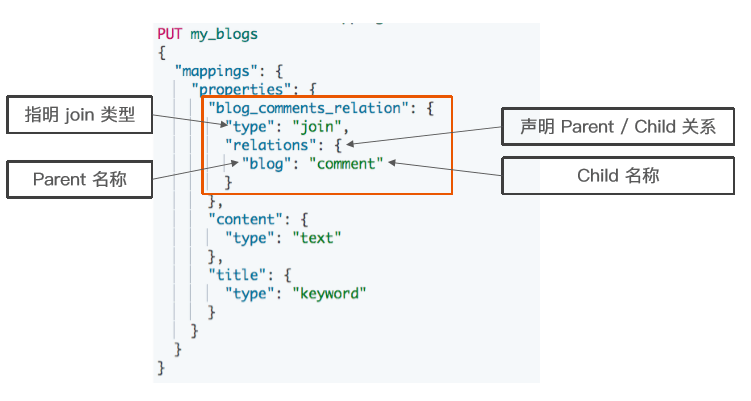 PUT my_blogs
{
"mappings": {
"properties": {
"blog_comments_relation": {
指明 join 类型
"type": "join",
声明 Parent / Child 关系
"relations": {
Parent 名称
"blog": "comment"
Child 名称
}
},
"content": {
"type": "text"
},
"title": {
"type": "keyword"
}
}
}
}